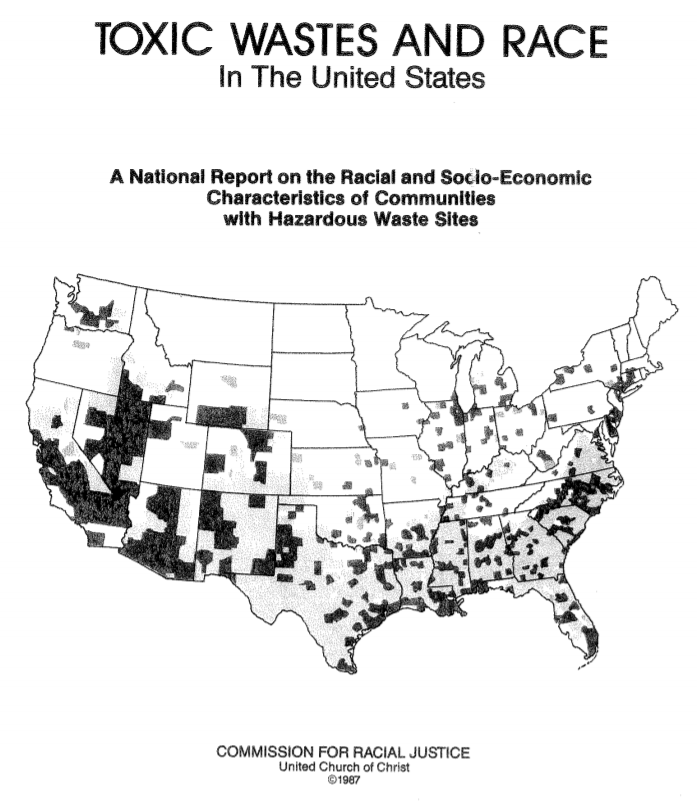 TOXIC WASTES AND RACE
In The United States
A National Report on the Racial and Socio-Economic
Characteristics of Communities
with Hazardous Waste Sites
COMMISSION FOR RACIAL JUSTICE
United Church of Christ
©1987